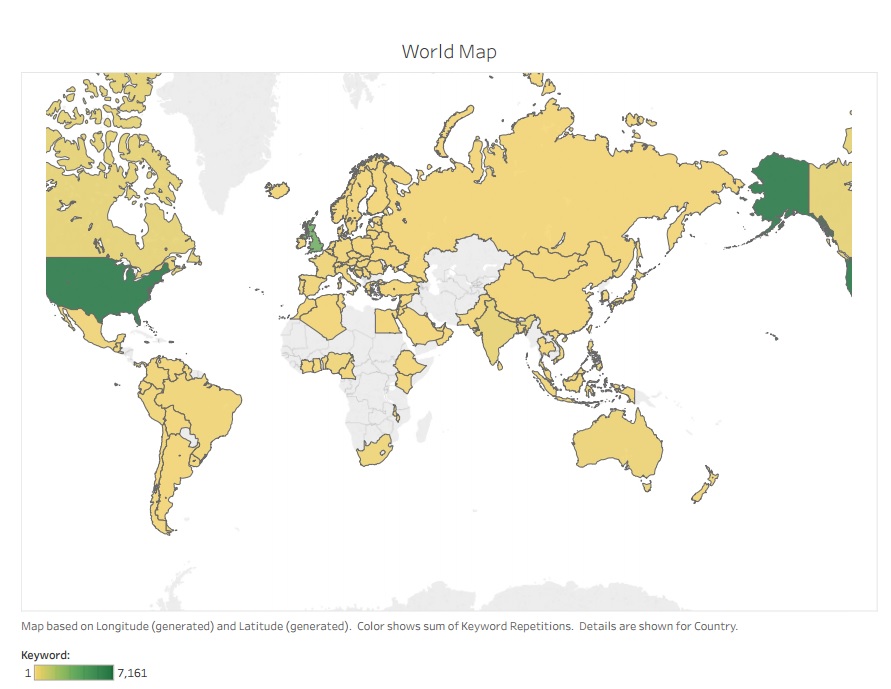 World Map
Map based on Longitude (generated) and Latitude (generated).  Color shows sum of Keyword Repetitions.  Details are shown for Country.
Keyword:
1 7,161